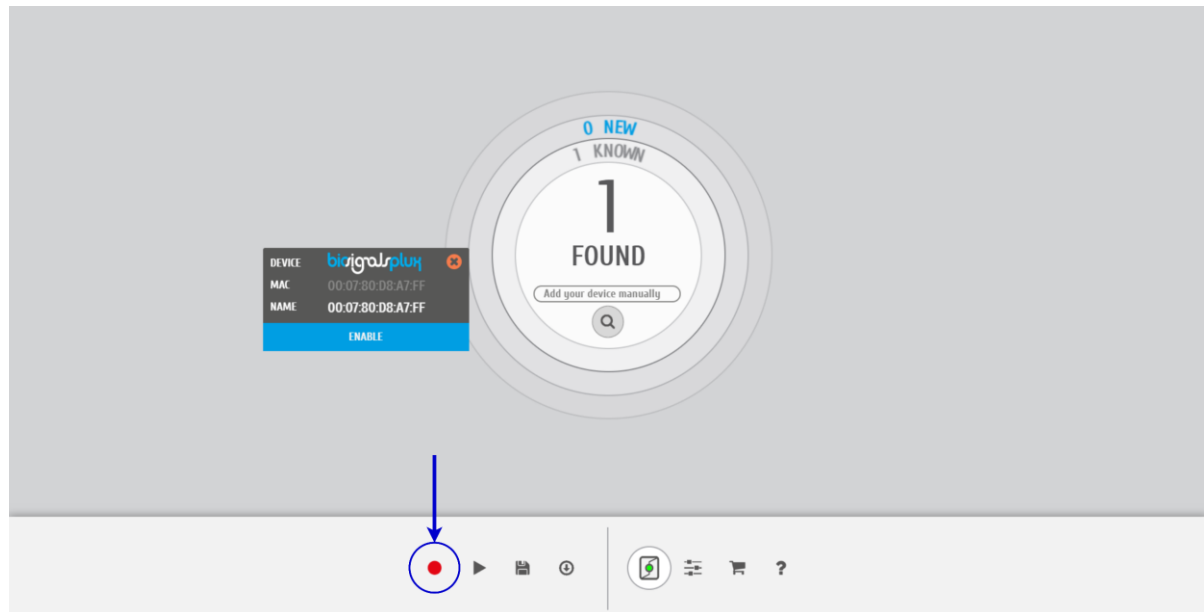 0 NEW
1 KNOWN
1
FOUND
Add your device manually
DEVICE biosignalsplux
MAC 00:07:80:D8:A7:FF
NAME 00:07:80:D8:A7:FF
ENABLE
?